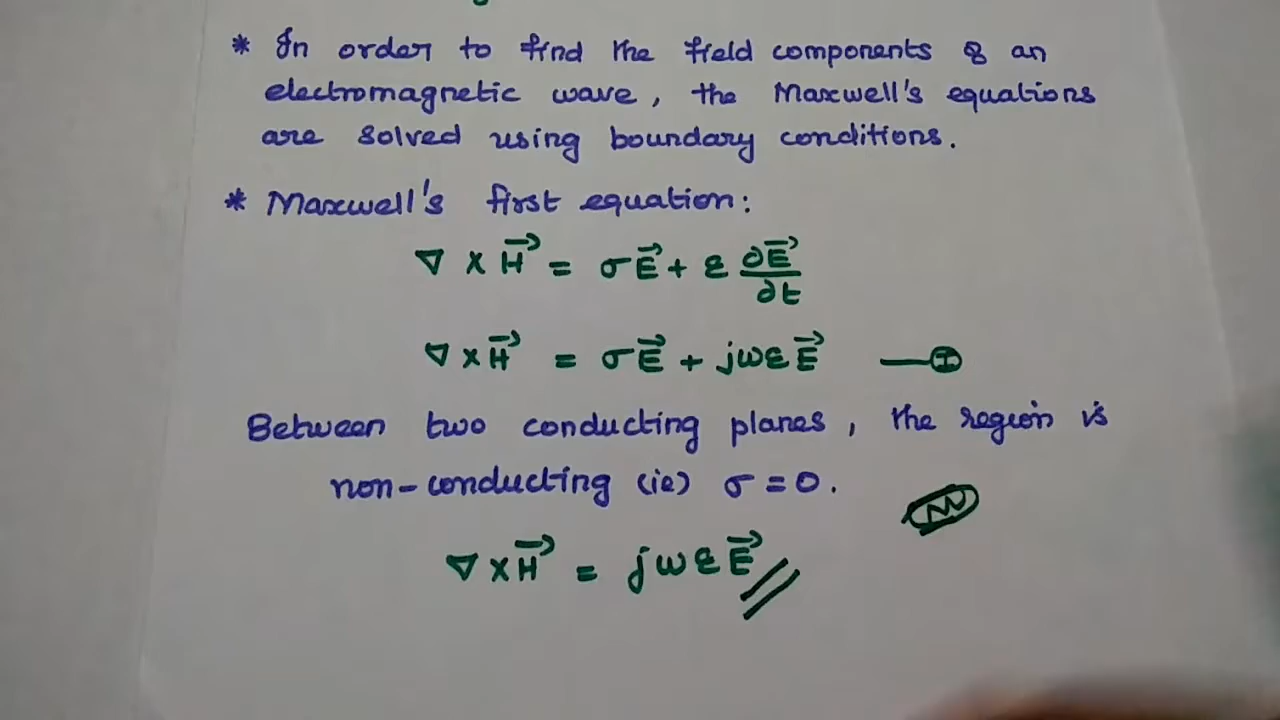 * In order to find the field components of an
electromagnetic wave, the Maxwell's equations
are solved using boundary conditions.
* Maxwell's first equation:
∇ × H⃗ = σE⃗ + ε ∂E⃗/∂t
∇ × H⃗ = σE⃗ + jωεE⃗ —①
Between two conducting planes, the region is
non-conducting (ie) σ = 0.
∇ × H⃗ = jωεE⃗ //